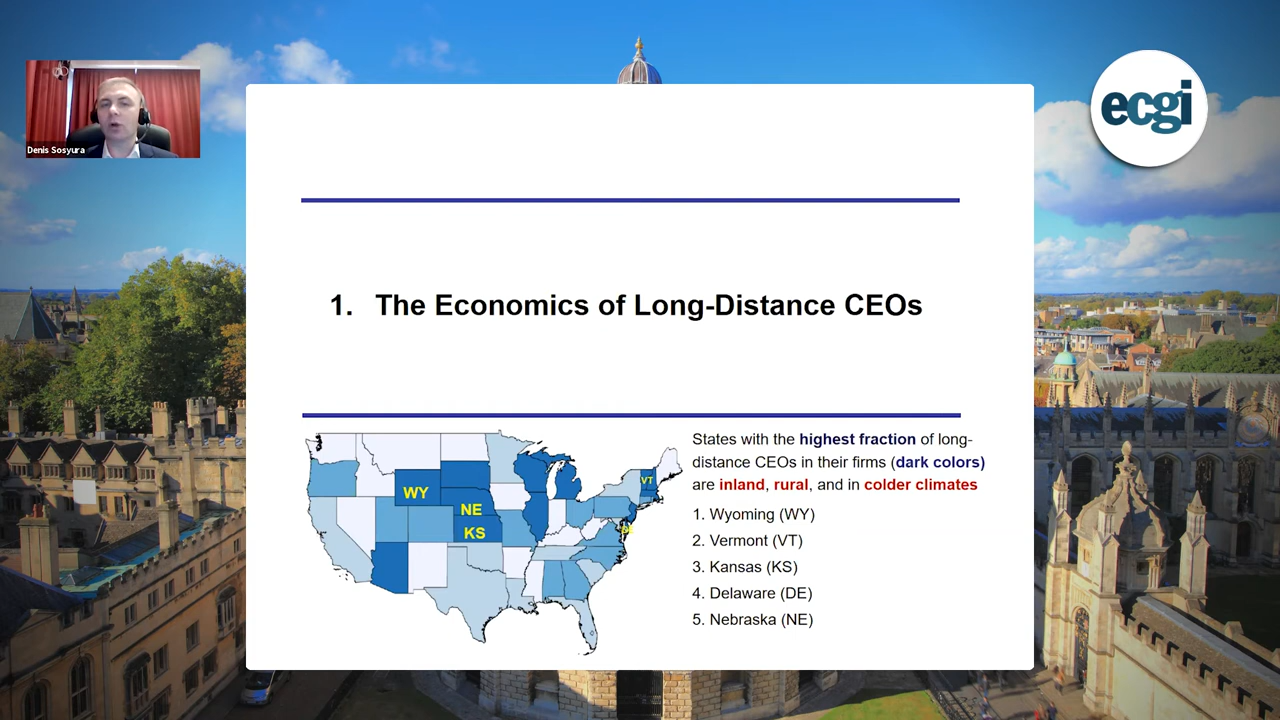 Denis Sosyura
ecgi
1. The Economics of Long-Distance CEOs
WY
NE
KS
VT
DE
States with the highest fraction of long-
distance CEOs in their firms (dark colors)
are inland, rural, and in colder climates
1. Wyoming (WY)
2. Vermont (VT)
3. Kansas (KS)
4. Delaware (DE)
5. Nebraska (NE)